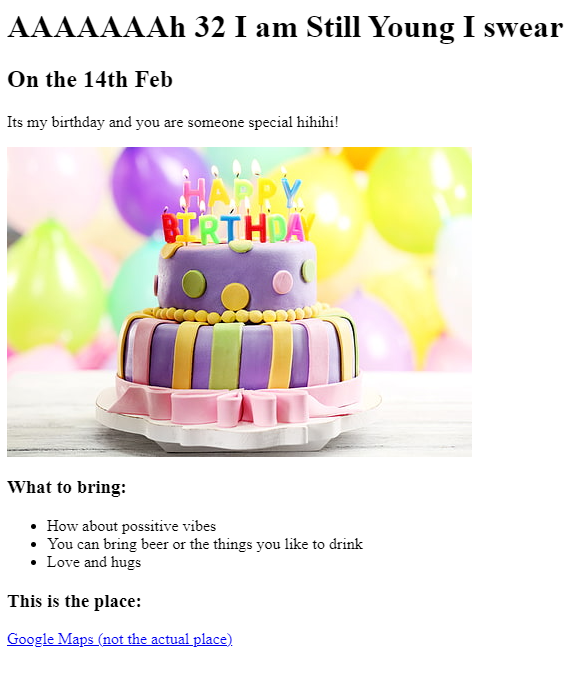 AAAAAAAh 32 I am Still Young I swear
On the 14th Feb
Its my birthday and you are someone special hihihi!
HAPPY
BIRTHDAY
What to bring:
How about possitive vibes
You can bring beer or the things you like to drink
Love and hugs
This is the place:
Google Maps (not the actual place)